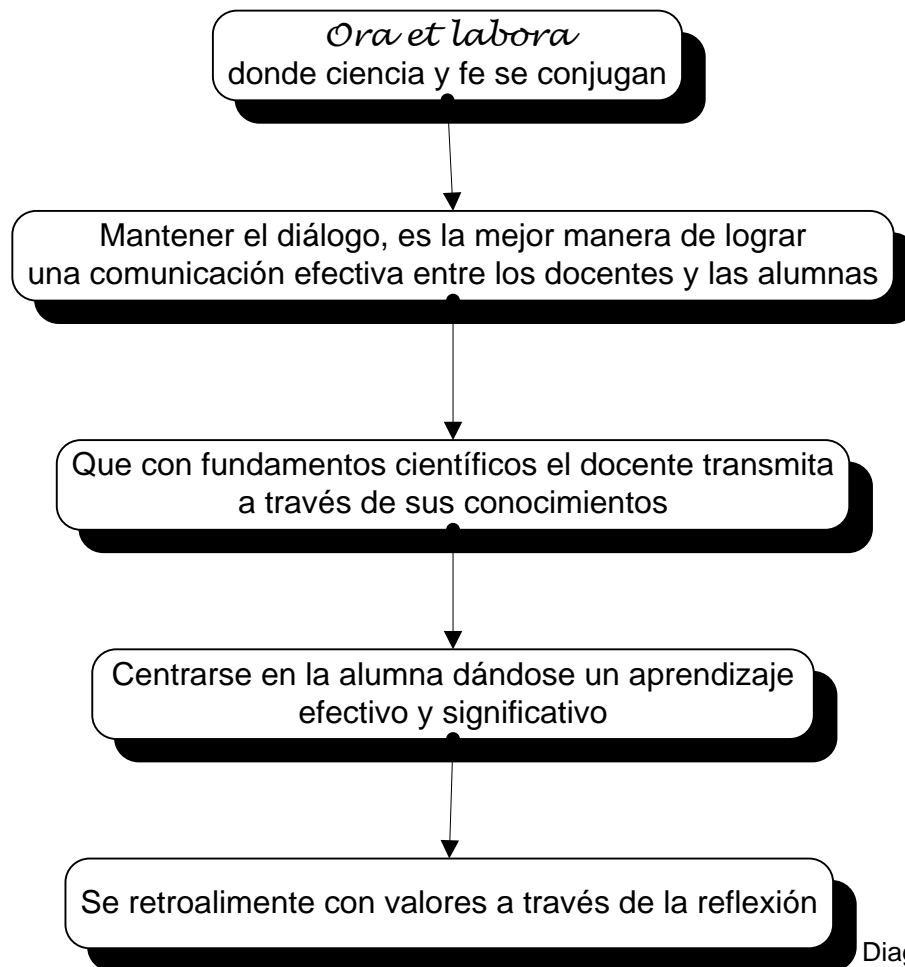 Ora et labora
donde ciencia y fe se conjugan
Mantener el diálogo, es la mejor manera de lograr
una comunicación efectiva entre los docentes y las alumnas
Que con fundamentos científicos el docente transmita
a través de sus conocimientos
Centrarse en la alumna dándose un aprendizaje
efectivo y significativo
Se retroalimente con valores a través de la reflexión